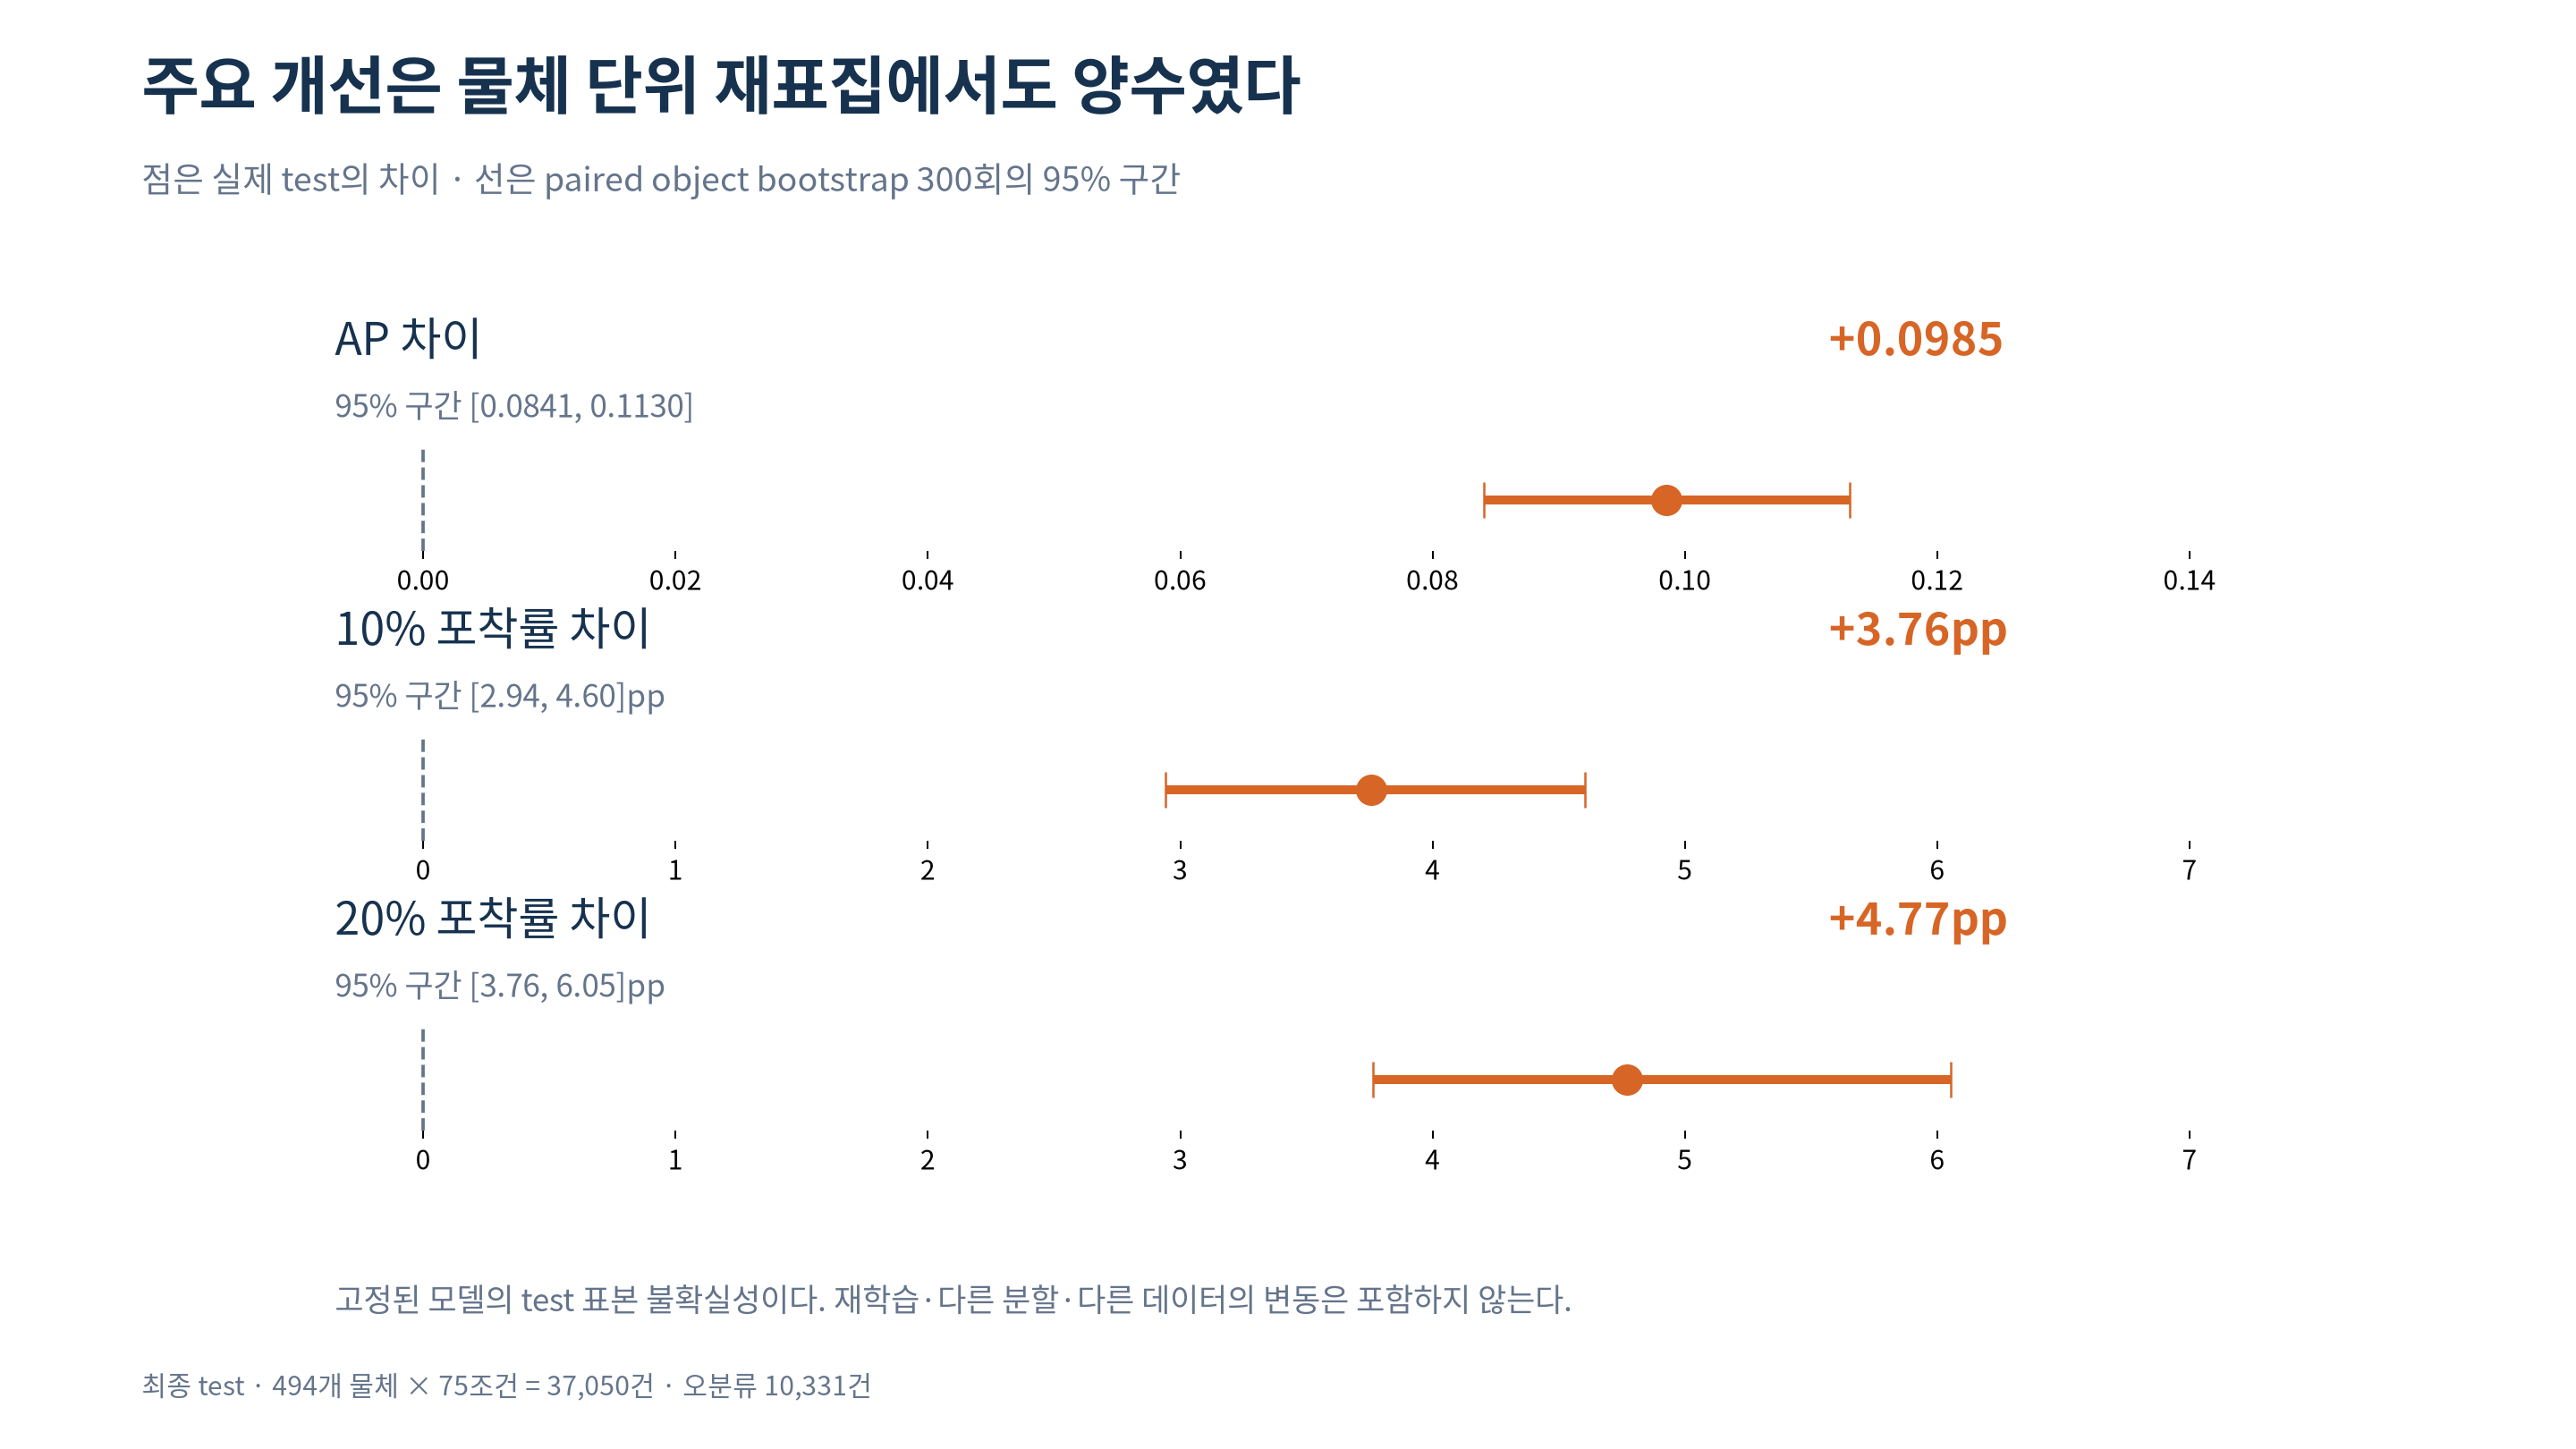 주요 개선은 물체 단위 재표집에서도 양수였다
점은 실제 test의 차이 · 선은 paired object bootstrap 300회의 95% 구간
AP 차이
+0.0985
95% 구간 [0.0841, 0.1130]
0.00 0.02 0.04 0.06 0.08 0.10 0.12 0.14
10% 포착률 차이
+3.76pp
95% 구간 [2.94, 4.60]pp
0 1 2 3 4 5 6 7
20% 포착률 차이
+4.77pp
95% 구간 [3.76, 6.05]pp
0 1 2 3 4 5 6 7
고정된 모델의 test 표본 불확실성이다. 재학습·다른 분할·다른 데이터의 변동은 포함하지 않는다.
최종 test · 494개 물체 × 75조건 = 37,050건 · 오분류 10,331건